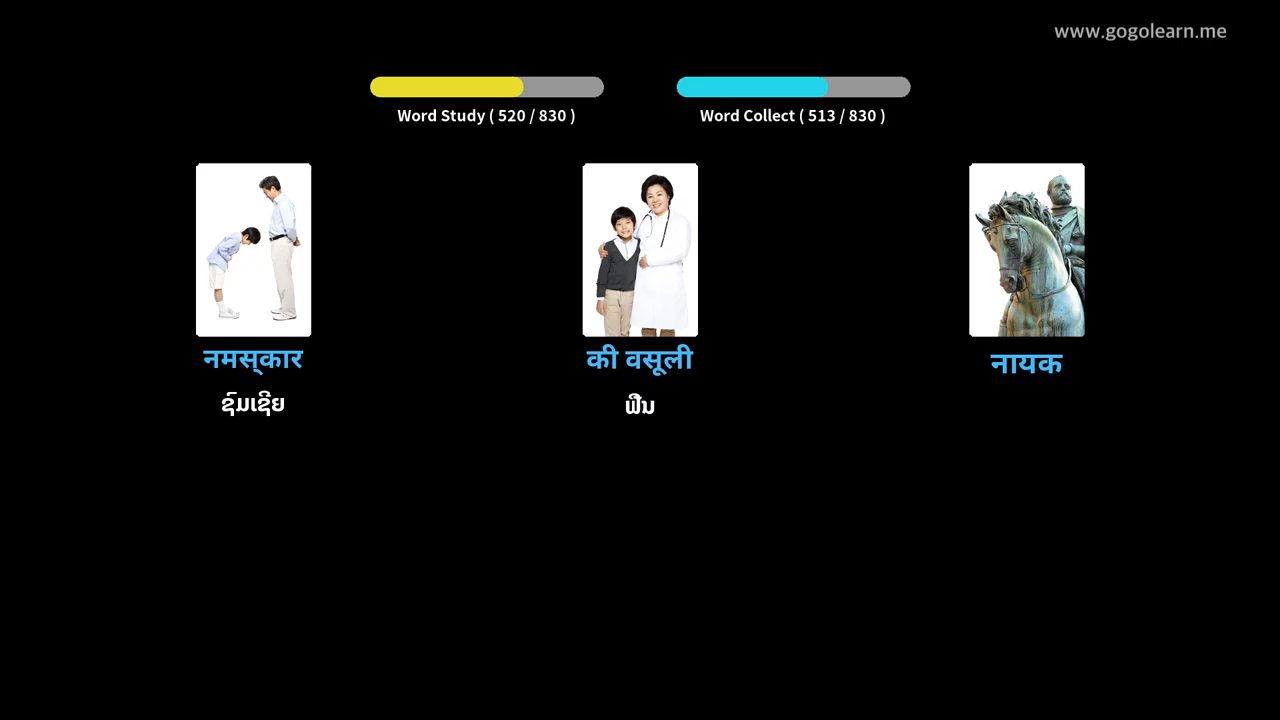 www.gogolearn.me
Word Study ( 520 / 830 )
Word Collect ( 513 / 830 )
नमस्कार
ຊົມເຊີຍ
की वसूली
ຟື້ນ
नायक